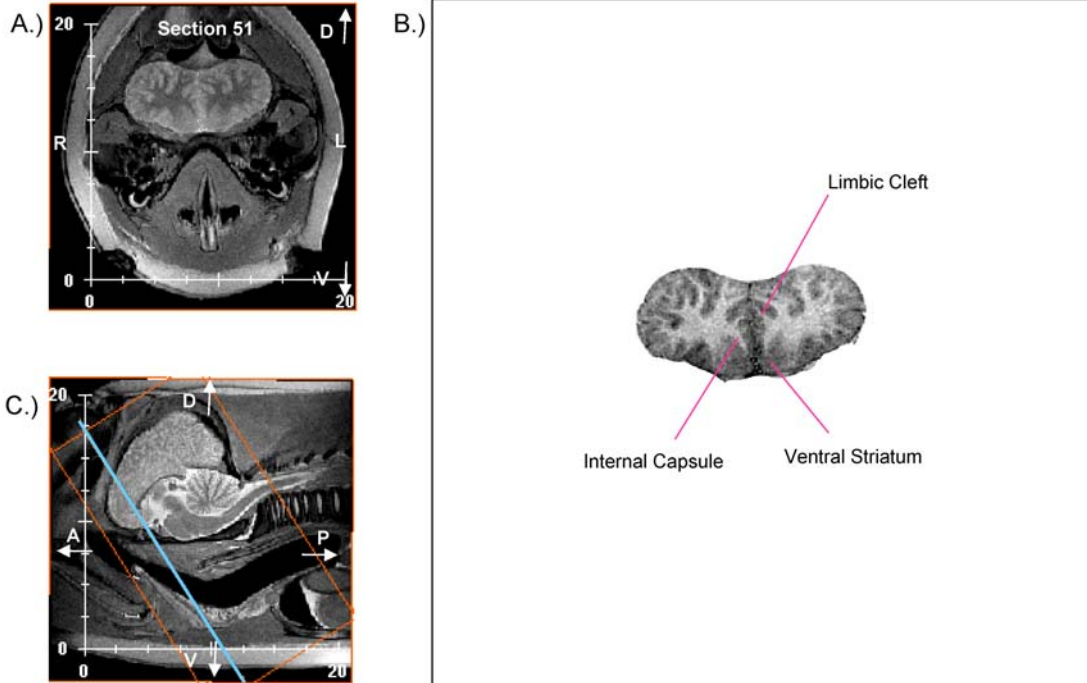 A.)
20
Section 51
D
R
L
0
V
0
20
B.)
Limbic Cleft
Internal Capsule
Ventral Striatum
C.)
20
D
A
P
0
V
0
20